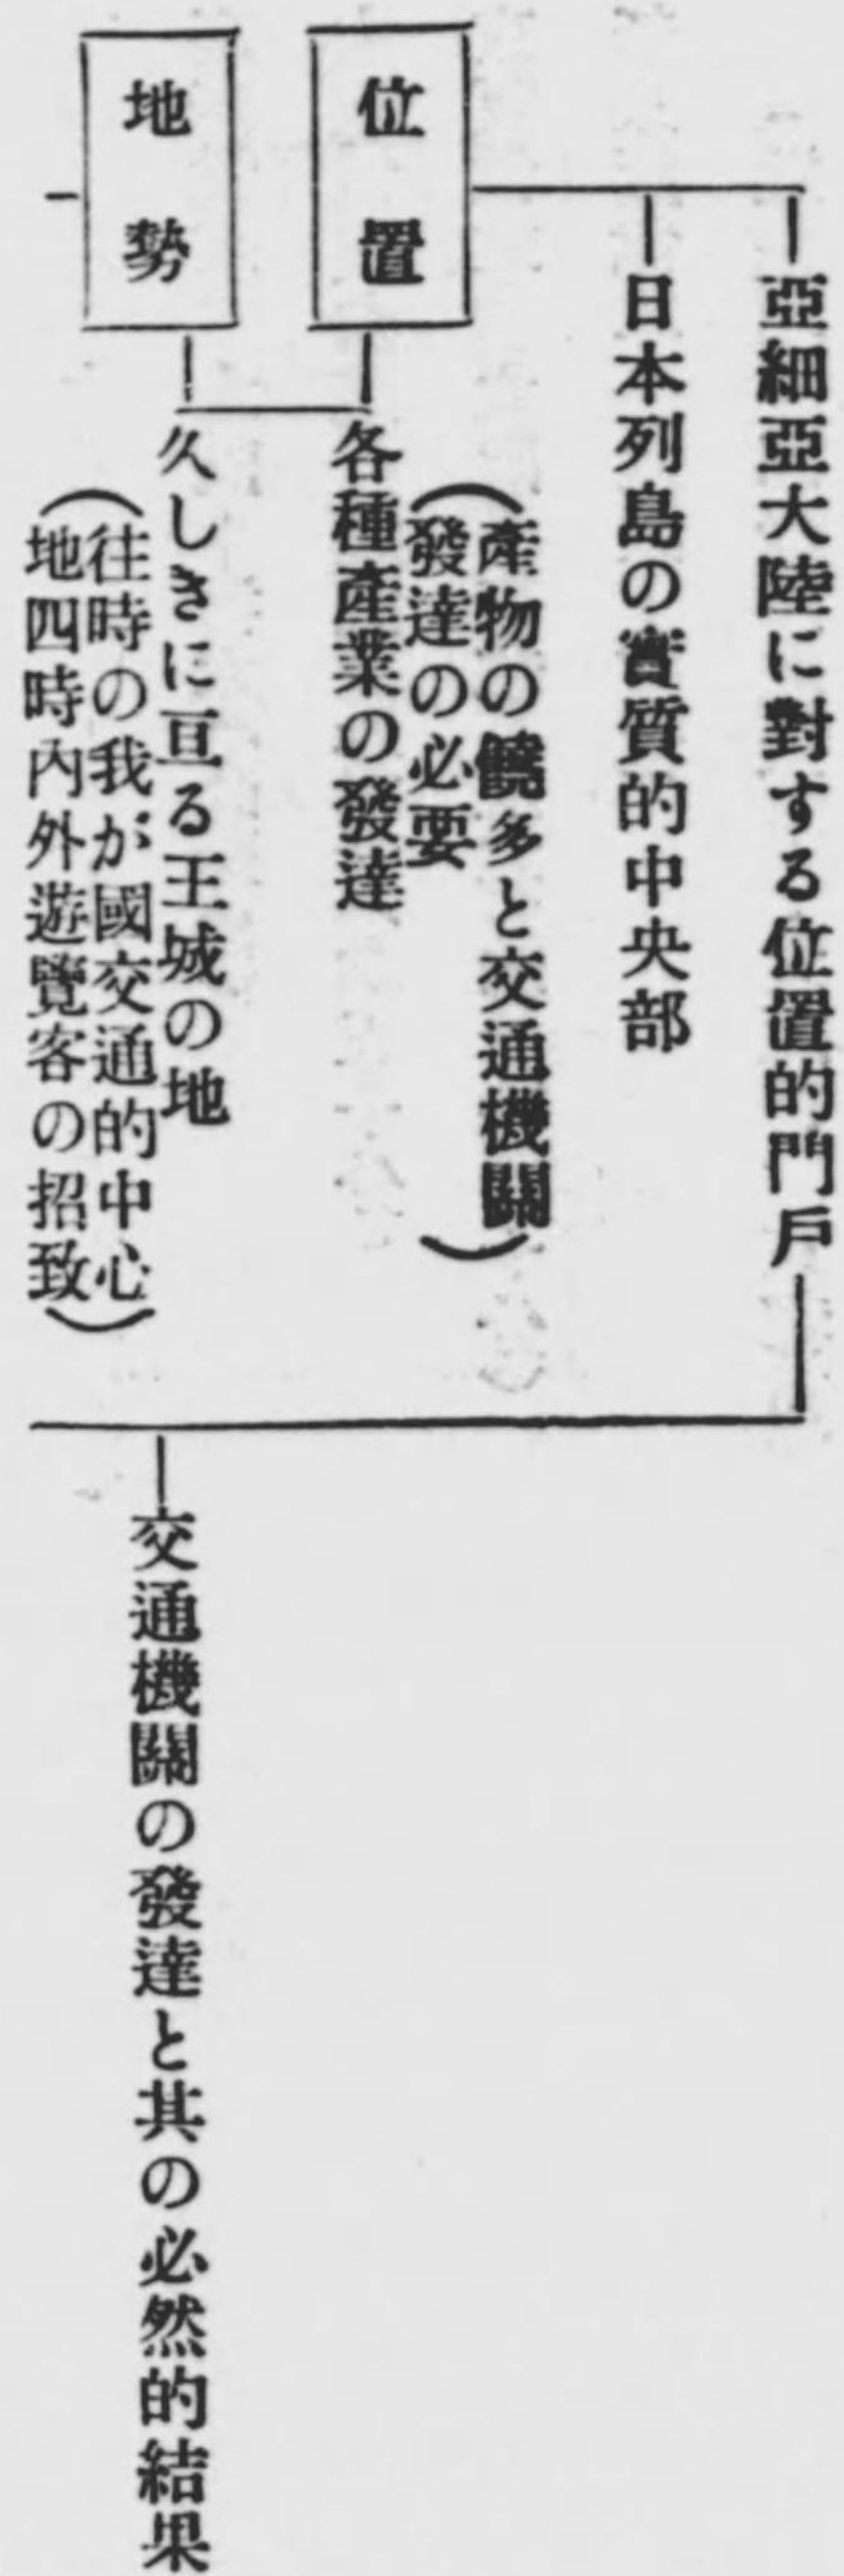 亞細亞大陸に對する位置的門戶
日本列島の實質的中央部
位置
（產物の饒多と交通機關
發達の必要）
各種產業の發達
地勢
久しきに亘る王城の地
（往時の我が國交通的中心
地四時內外遊覽客の招致）
交通機關の發達と其の必然的結果